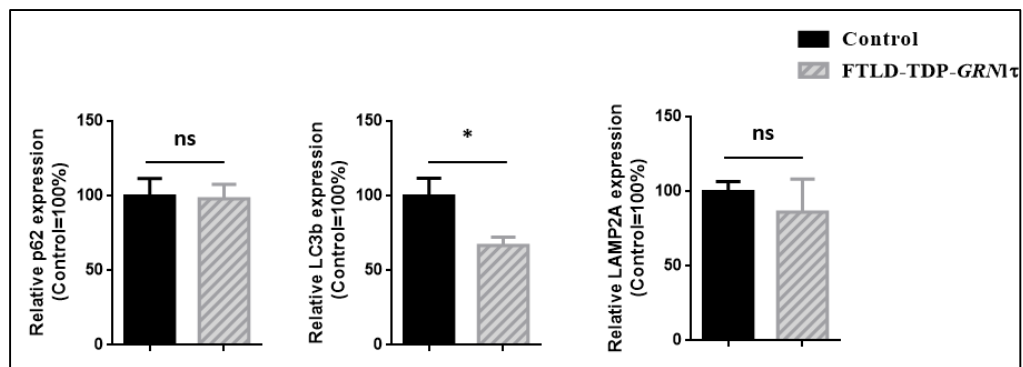 Control
FTLD-TDP-GRNlτ
Relative p62 expression
(Control=100%)
150
100
50
0
ns
Relative LC3b expression
(Control=100%)
150
100
50
0
*
Relative LAMP2A expression
(Control=100%)
150
100
50
0
ns